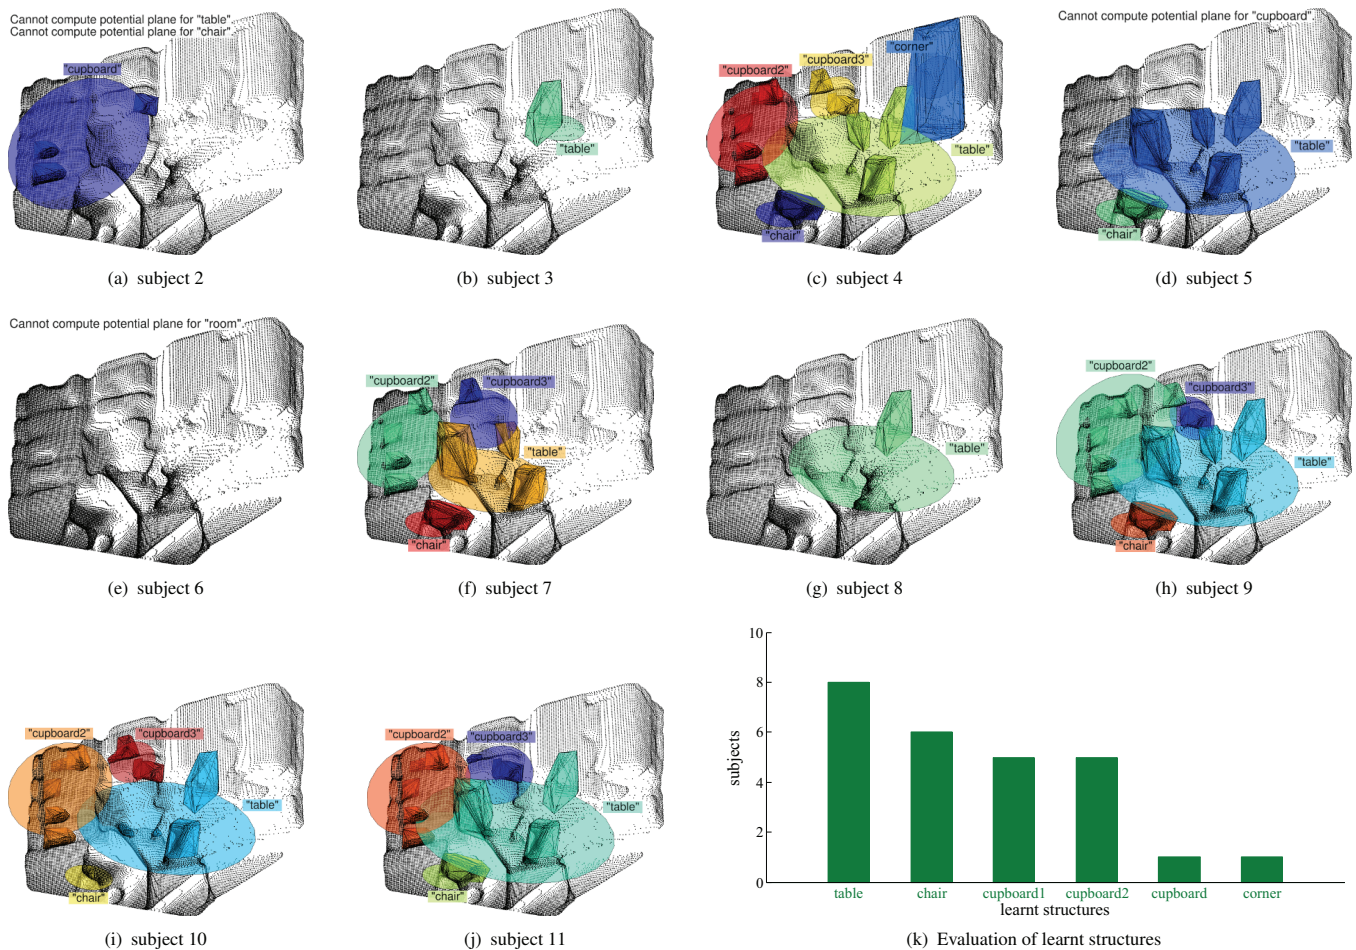 Cannot compute potential plane for "table".
Cannot compute potential plane for "chair".
"cupboard"
(a) subject 2
"table"
(b) subject 3
"corner"
"cupboard3"
"cupboard2"
"table"
"chair"
(c) subject 4
Cannot compute potential plane for "cupboard".
"table"
"chair"
(d) subject 5
Cannot compute potential plane for "room".
(e) subject 6
"cupboard2"
"cupboard3"
"table"
"chair"
(f) subject 7
"table"
(g) subject 8
"cupboard2"
"cupboard3"
"table"
"chair"
(h) subject 9
"cupboard2"
"cupboard3"
"table"
"chair"
(i) subject 10
"cupboard2"
"cupboard3"
"table"
"chair"
(j) subject 11
10
8
6
4
2
0
subjects
table chair cupboard1 cupboard2 cupboard corner
learnt structures
(k) Evaluation of learnt structures